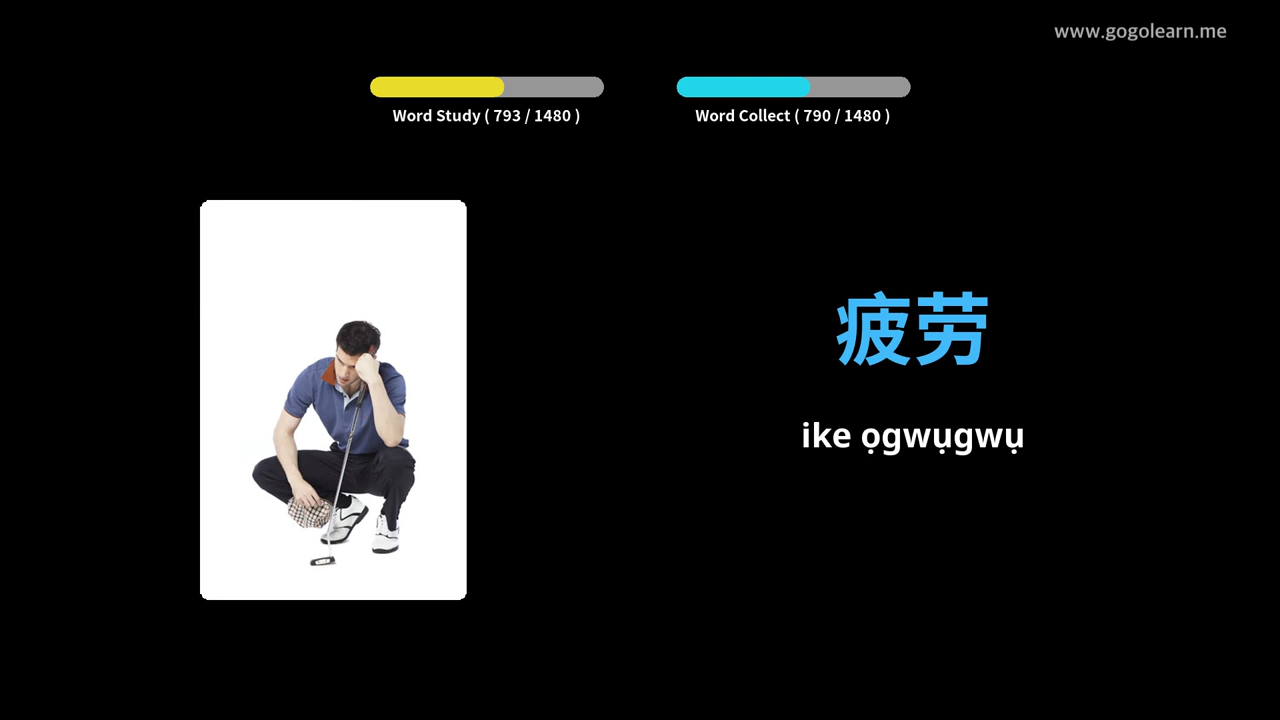 www.gogolearn.me
Word Study ( 793 / 1480 )
Word Collect ( 790 / 1480 )
疲劳
ike ọgwụgwụ